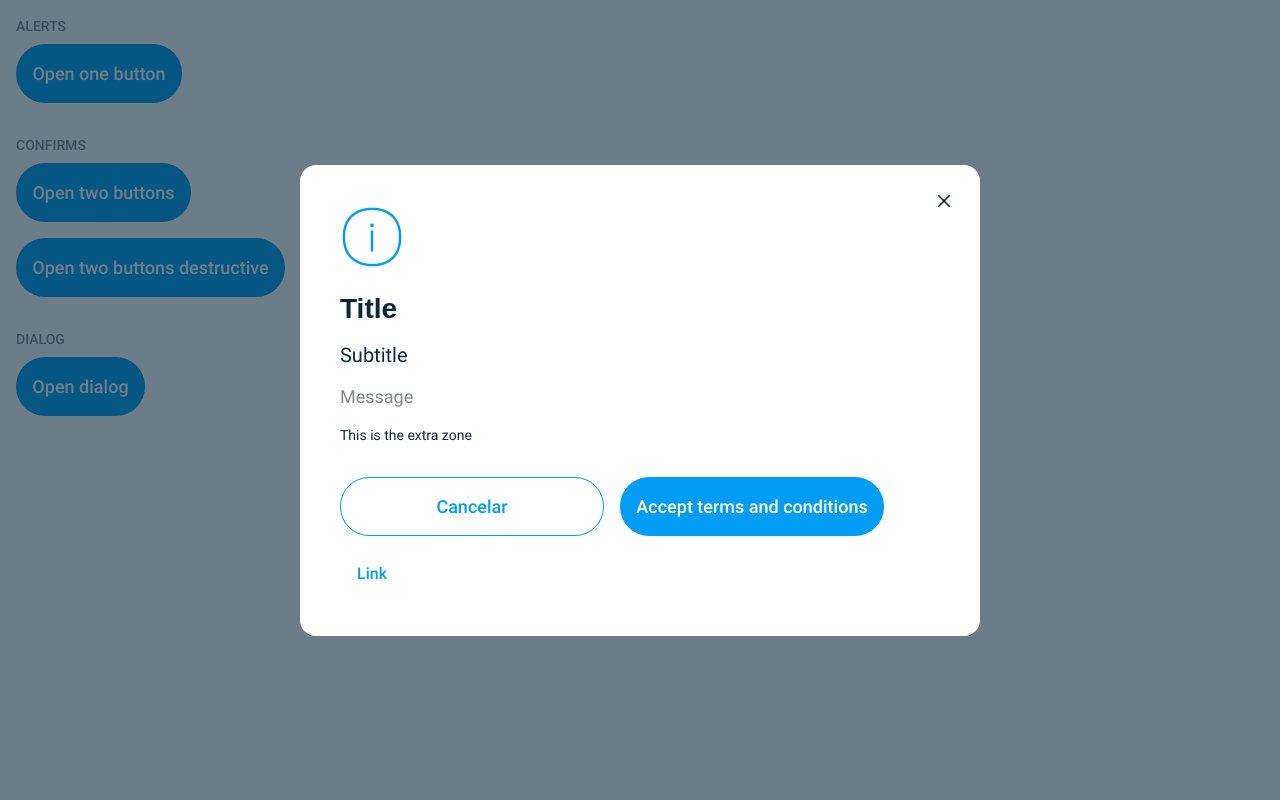 ALERTS
Open one button
CONFIRMS
Open two buttons
Open two buttons destructive
DIALOG
Open dialog
Title
Subtitle
Message
This is the extra zone
Cancelar
Accept terms and conditions
Link